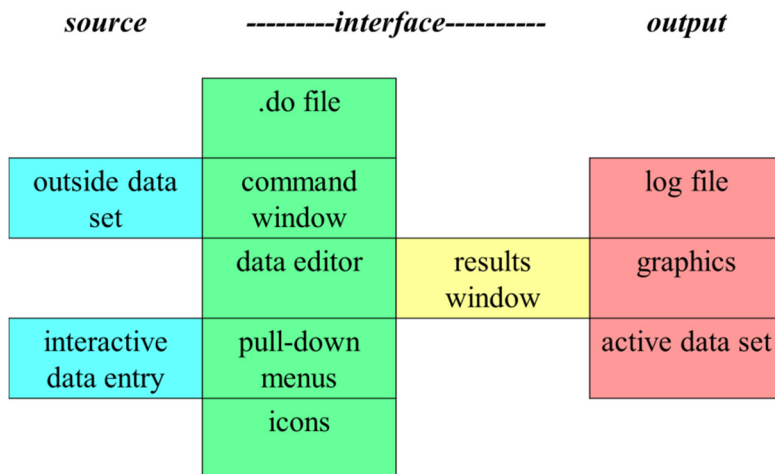 source ---------interface---------- output
.do file
outside data set
command window
log file
data editor
results window
graphics
interactive data entry
pull-down menus
active data set
icons